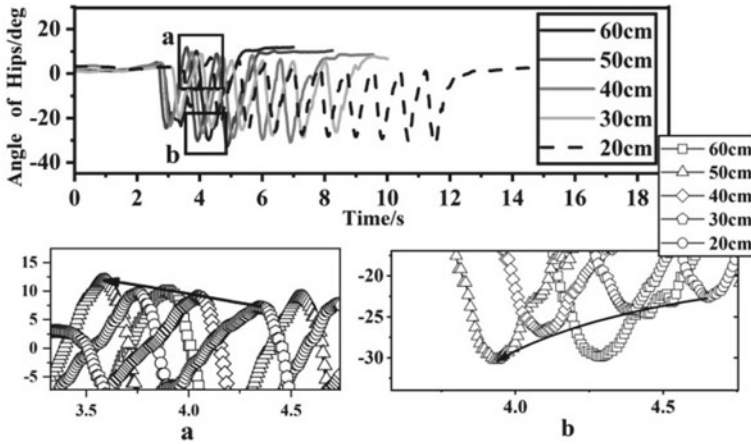 Angle of Hips/deg
20
0
-20
-40
a
b
60cm
50cm
40cm
30cm
20cm
0 2 4 6 8 10 12 14 16 18
Time/s
60cm
50cm
40cm
30cm
20cm
15
10
5
0
-5
3.5 4.0 4.5
a
-20
-25
-30
4.0 4.5
b